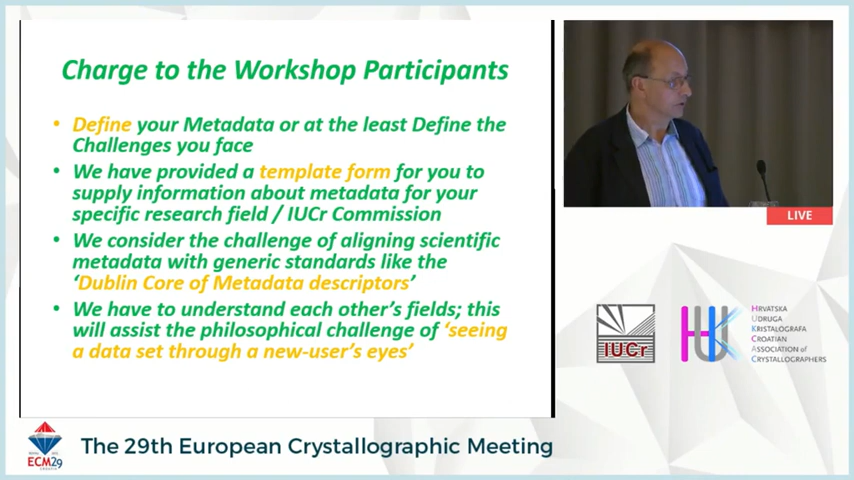 Charge to the Workshop Participants
• Define your Metadata or at the least Define the
Challenges you face
• We have provided a template form for you to
supply information about metadata for your
specific research field / IUCr Commission
• We consider the challenge of aligning scientific
metadata with generic standards like the
‘Dublin Core of Metadata descriptors’
• We have to understand each other’s fields; this
will assist the philosophical challenge of ‘seeing
a data set through a new-user’s eyes’
LIVE
IUCr
HUK
HRVATSKA
UDRUGA
KRISTALOGRAFA
CROATIAN
ASSOCIATION of
CRYSTALLOGRAPHERS
ECM29
The 29th European Crystallographic Meeting